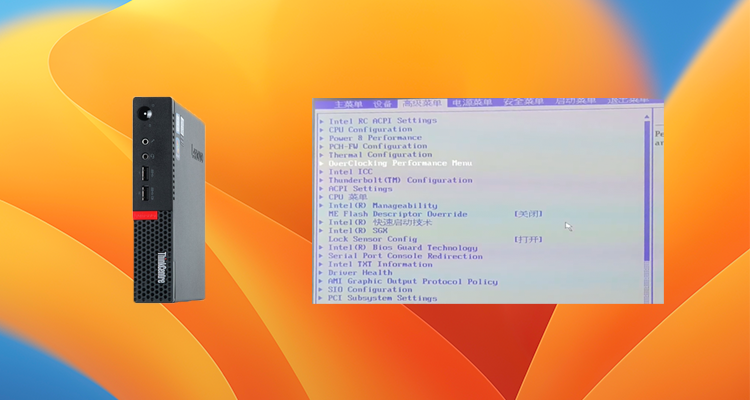 Lenovo
ThinkCentre
主菜单 设备 高级菜单 电源菜单 安全菜单 启动菜单 退出菜单
Intel RC ACPI Settings
CPU Configuration
Power & Performance
PCH-FW Configuration
Thermal Configuration
OverClocking Performance Menu
Intel ICC
Thunderbolt(TM) Configuration
ACPI Settings
CPU 菜单
Intel(R) Manageability
ME Flash Descriptor Override [关闭]
Intel(R) 快速启动技术
Intel(R) SGX
Lock Sensor Config [打开]
Intel(R) Bios Guard Technology
Serial Port Console Redirection
Intel TXT Information
Driver Health
AMI Graphic Output Protocol Policy
SIO Configuration
PCI Subsystem Settings
Pe
an